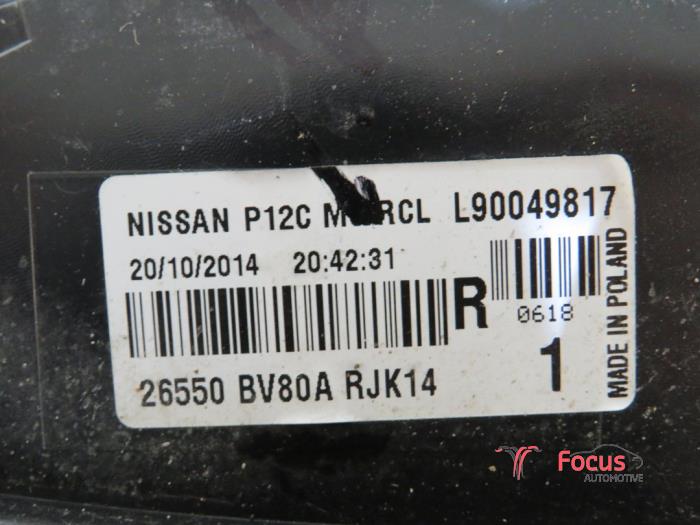 NISSAN P12C L90049817
20/10/2014 20:42:31
R
0618
26550 BV80A RJK14
1
MADE IN POLAND
Focus
AUTOMOTIVE